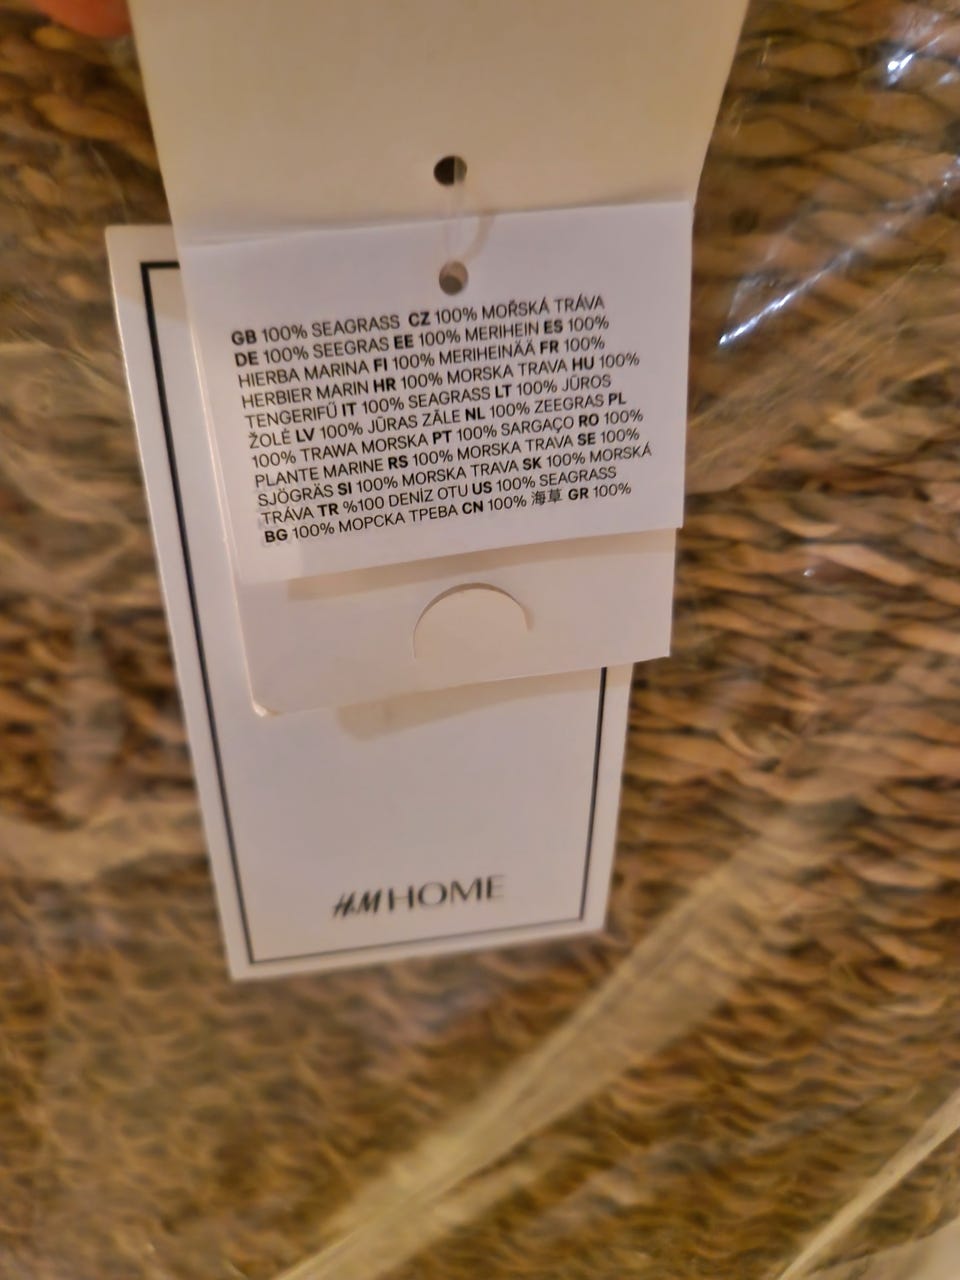 GB 100% SEAGRASS CZ 100% MOŘSKÁ TRÁVA
DE 100% SEEGRAS EE 100% MERIHEIN ES 100%
HIERBA MARINA FI 100% MERIHEINÄÄ FR 100%
HERBIER MARIN HR 100% MORSKA TRAVA HU 100%
TENGERIFŰ IT 100% SEAGRASS LT 100% JŪROS
ŽOLĖ LV 100% JŪRAS ZĀLE NL 100% ZEEGRAS PL
100% TRAWA MORSKA PT 100% SARGAÇO RO 100%
PLANTE MARINE RS 100% MORSKA TRAVA SE 100%
SJÖGRÄS SI 100% MORSKA TRAVA SK 100% MORSKÁ
TRÁVA TR %100 DENİZ OTU US 100% SEAGRASS
BG 100% МОРСКА ТРЕВА CN 100% 海草 GR 100%
H&M HOME